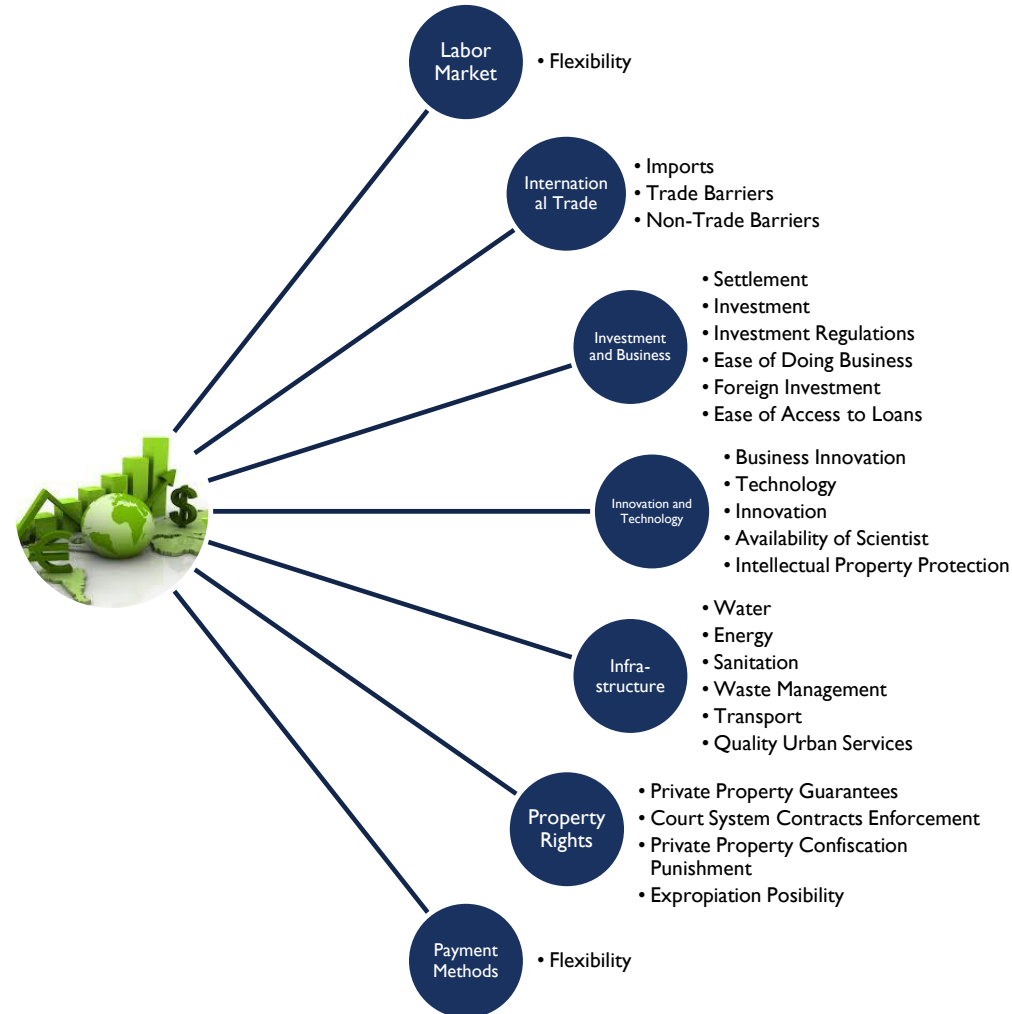 Labor
Market
• Flexibility
Internation
al Trade
• Imports
• Trade Barriers
• Non-Trade Barriers
Investment
and Business
• Settlement
• Investment
• Investment Regulations
• Ease of Doing Business
• Foreign Investment
• Ease of Access to Loans
Innovation and
Technology
• Business Innovation
• Technology
• Innovation
• Availability of Scientist
• Intellectual Property Protection
Infra-
structure
• Water
• Energy
• Sanitation
• Waste Management
• Transport
• Quality Urban Services
Property
Rights
• Private Property Guarantees
• Court System Contracts Enforcement
• Private Property Confiscation
Punishment
• Expropiation Posibility
Payment
Methods
• Flexibility
$
€